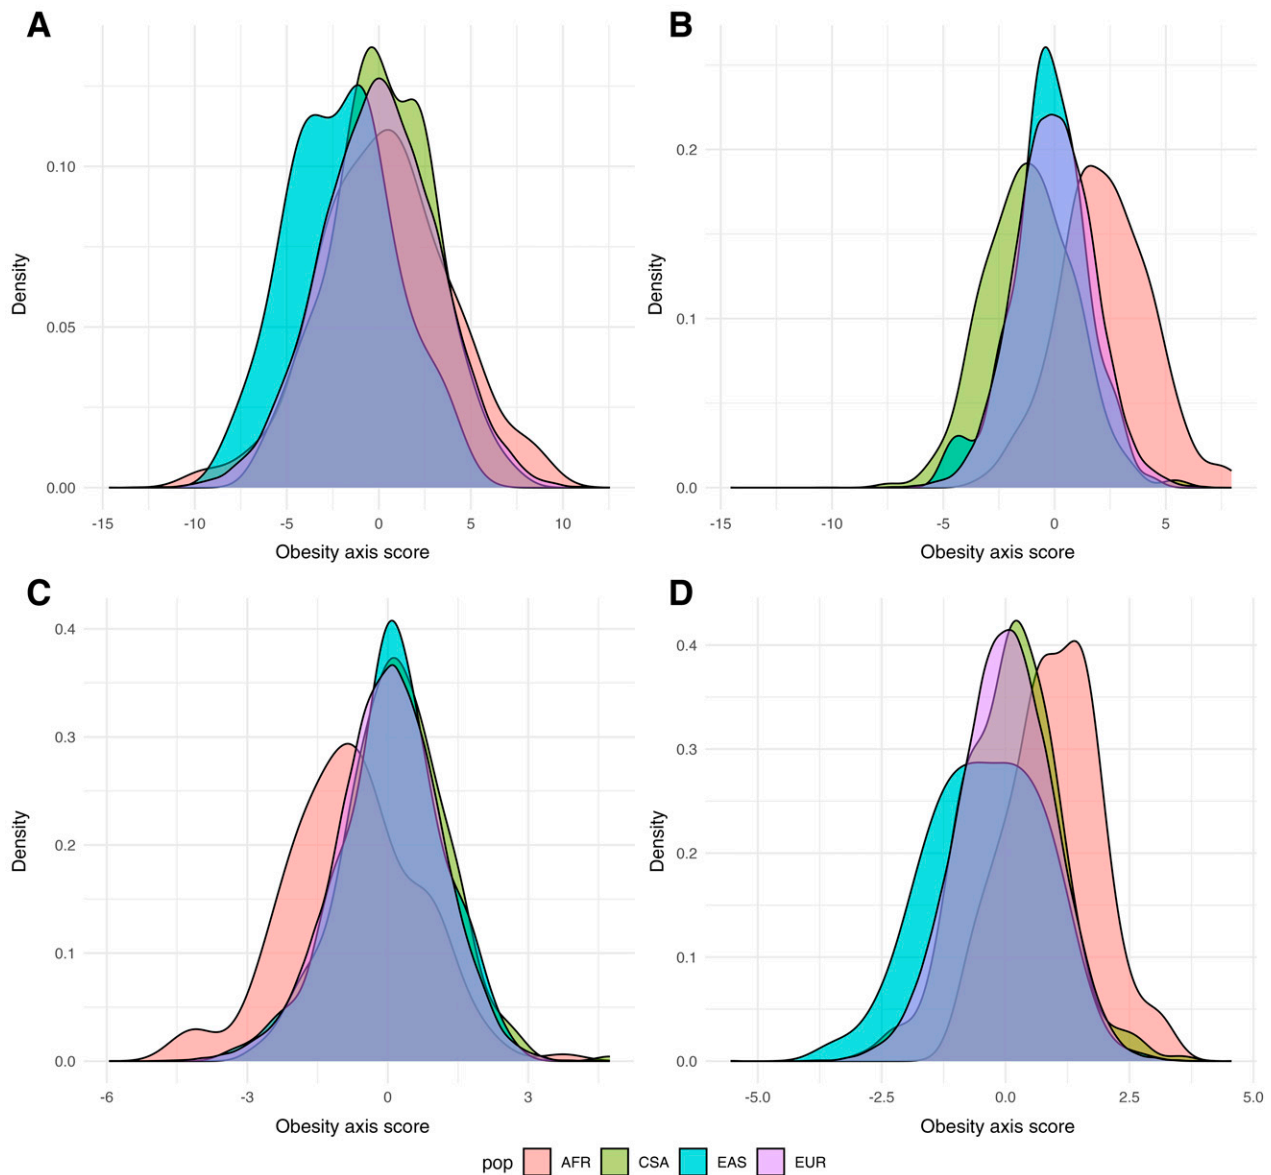 A
Density
0.10
0.05
0.00
-15
-10
-5
0
5
10
Obesity axis score
B
Density
0.2
0.1
0.0
-15
-10
-5
0
5
Obesity axis score
C
Density
0.4
0.3
0.2
0.1
0.0
-6
-3
0
3
Obesity axis score
D
Density
0.4
0.3
0.2
0.1
0.0
-5.0
-2.5
0.0
2.5
5.0
Obesity axis score
pop AFR CSA EAS EUR